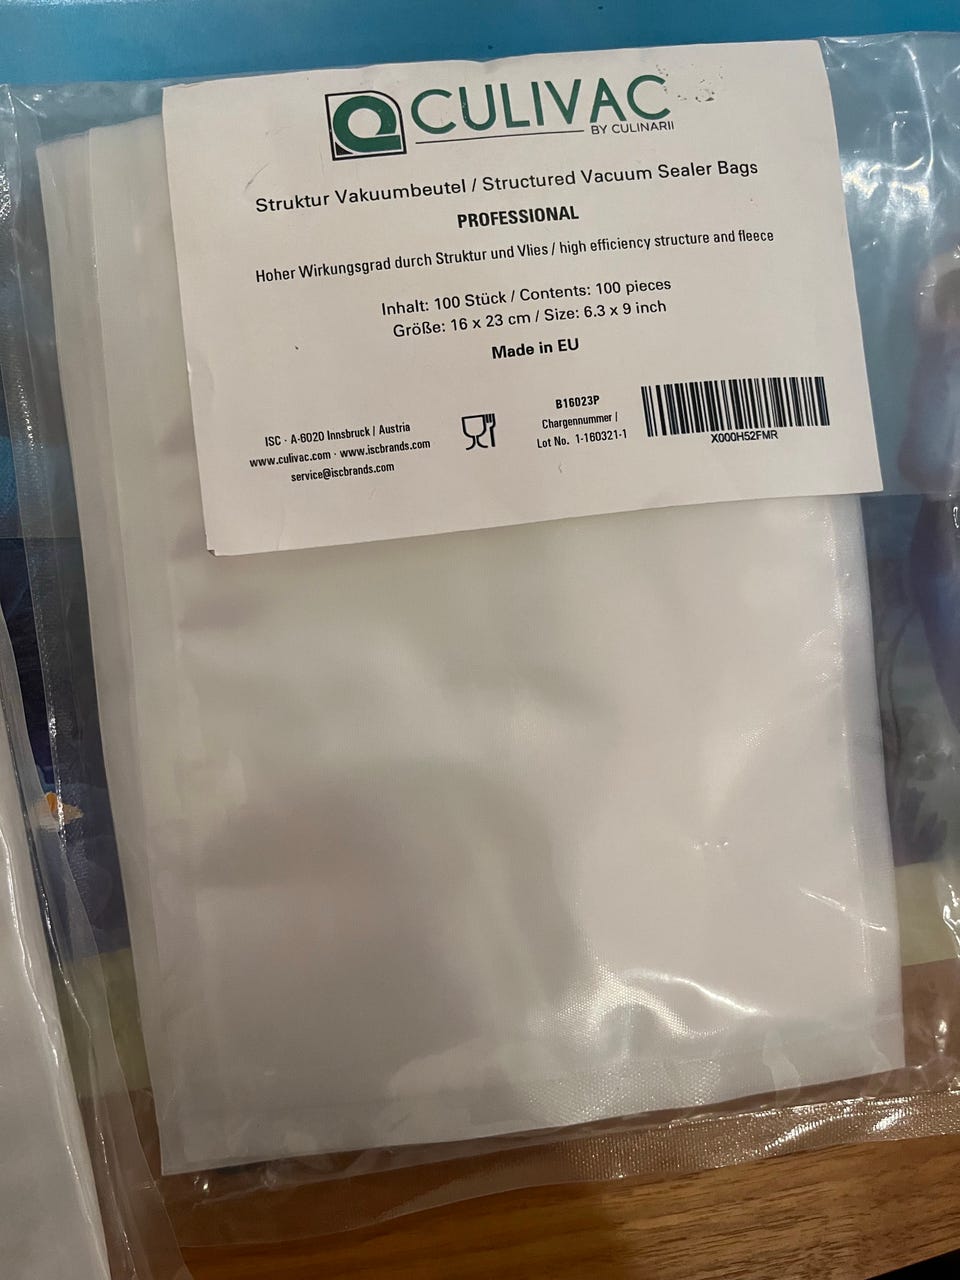 CULIVAC
BY CULINARII
Struktur Vakuumbeutel / Structured Vacuum Sealer Bags
PROFESSIONAL
Hoher Wirkungsgrad durch Struktur und Vlies / high efficiency structure and fleece
Inhalt: 100 Stück / Contents: 100 pieces
Größe: 16 x 23 cm / Size: 6.3 x 9 inch
Made in EU
ISC · A-6020 Innsbruck / Austria
www.culivac.com · www.iscbrands.com
service@iscbrands.com
B16023P
Chargennummer /
Lot No. 1-160321-1
X000H52FMR